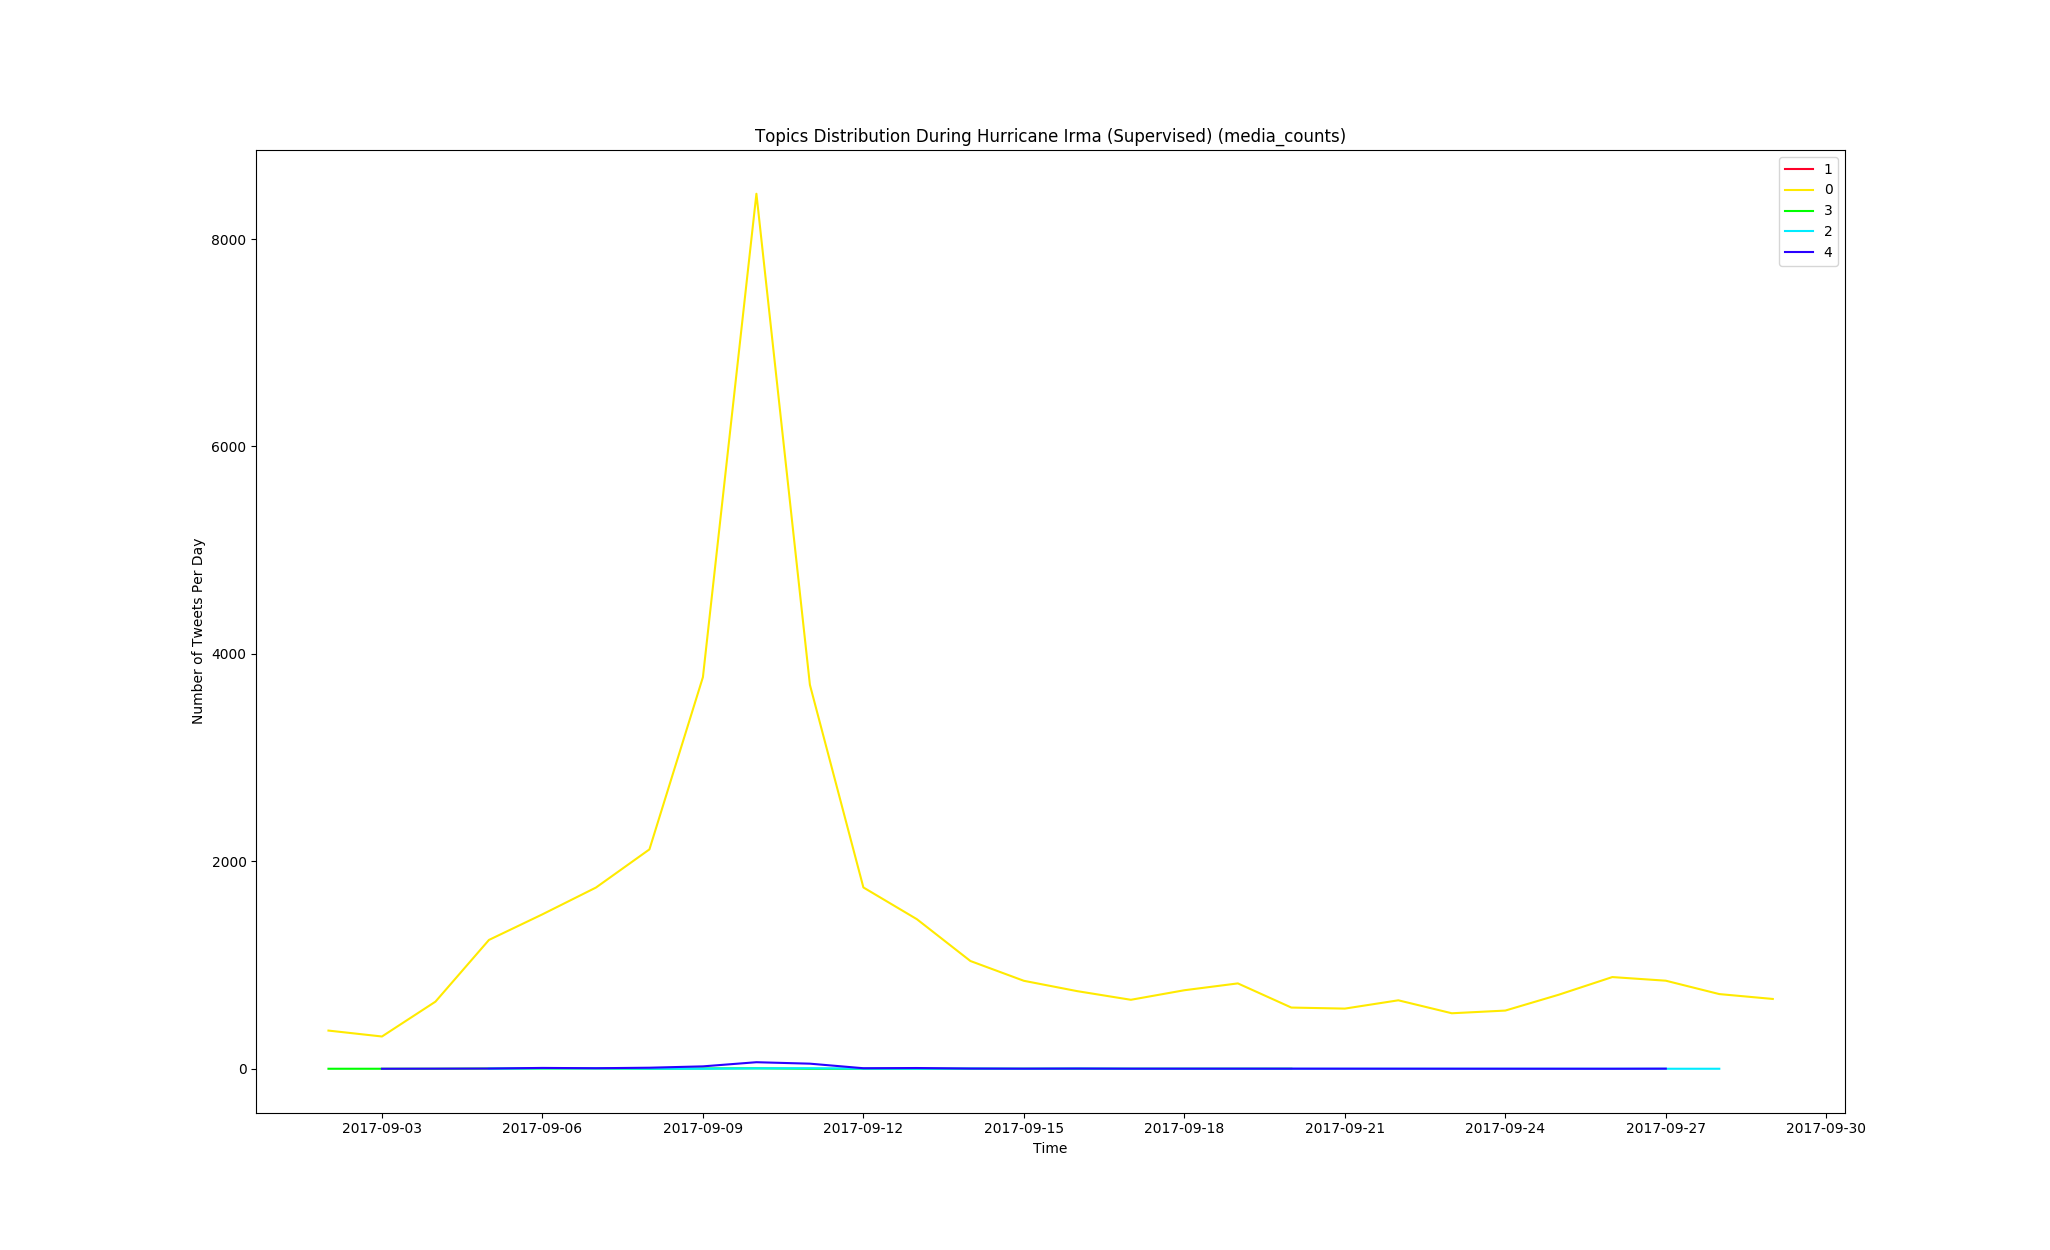 Topics Distribution During Hurricane Irma (Supervised) (media_counts)
1
0
3
2
4
8000
6000
4000
2000
0
Number of Tweets Per Day
2017-09-03 2017-09-06 2017-09-09 2017-09-12 2017-09-15 2017-09-18 2017-09-21 2017-09-24 2017-09-27 2017-09-30
Time